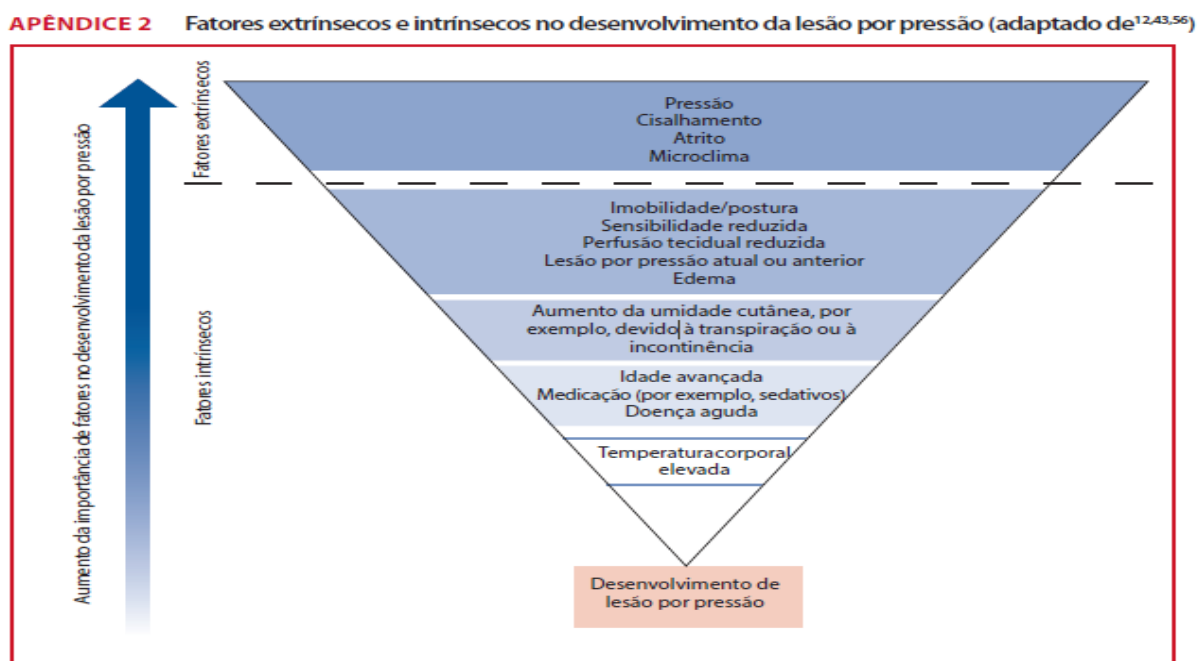 APÊNDICE 2 Fatores extrínsecos e intrínsecos no desenvolvimento da lesão por pressão (adaptado de12,43,56)
Aumento da importância de fatores no desenvolvimento da lesão por pressão
Fatores extrínsecos
Pressão
Cisalhamento
Atrito
Microclima
Fatores intrínsecos
Imobilidade/postura
Sensibilidade reduzida
Perfusão tecidual reduzida
Lesão por pressão atual ou anterior
Edema
Aumento da umidade cutânea, por
exemplo, devido à transpiração ou à
incontinência
Idade avançada
Medicação (por exemplo, sedativos)
Doença aguda
Temperaturacorporal
elevada
Desenvolvimento de
lesão por pressão